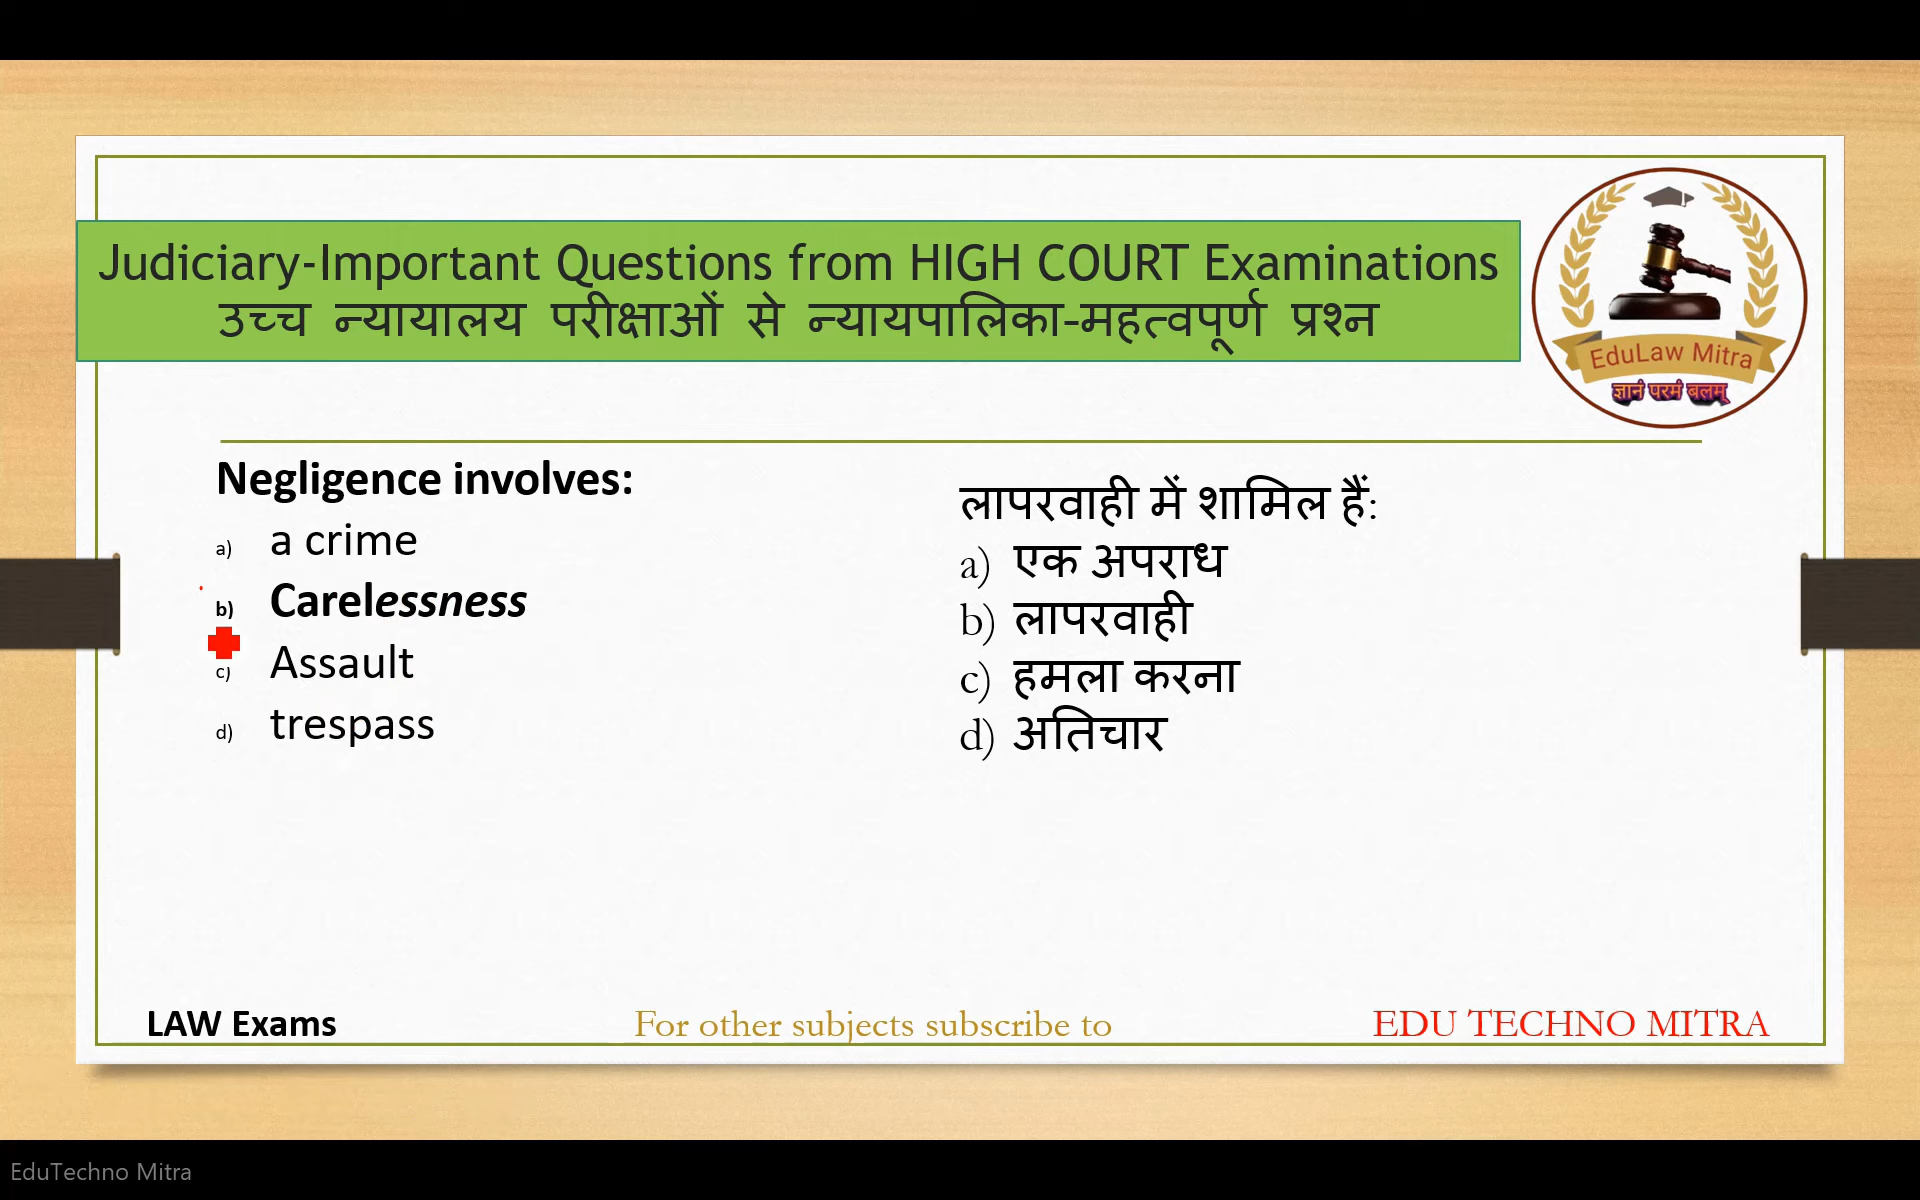 Judiciary-Important Questions from HIGH COURT Examinations
उच्च न्यायालय परीक्षाओं से न्यायपालिका-महत्वपूर्ण प्रश्न
EduLaw Mitra
ज्ञानं परमं बलम्
Negligence involves:
a) a crime
b) Carelessness
c) Assault
d) trespass
लापरवाही में शामिल हैं:
a) एक अपराध
b) लापरवाही
c) हमला करना
d) अतिचार
LAW Exams
For other subjects subscribe to
EDU TECHNO MITRA
EduTechno Mitra